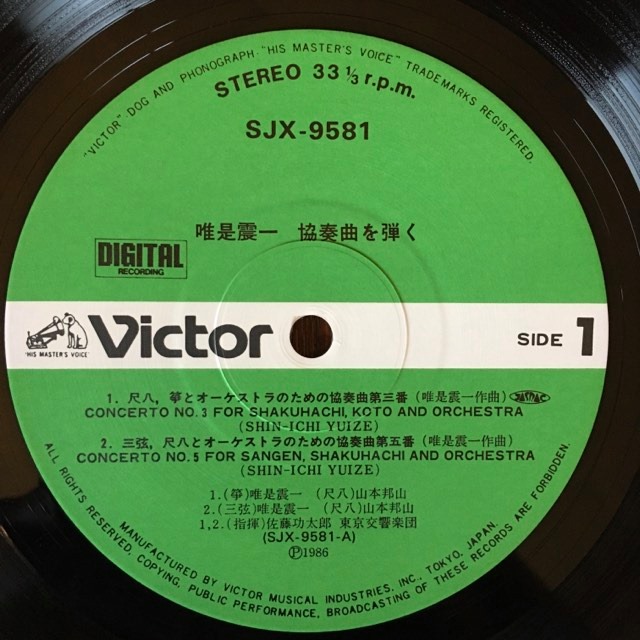 "VICTOR" DOG AND PHONOGRAPH-"HIS MASTER'S VOICE" TRADEMARKS REGISTERED.
STEREO 33 1/3 r.p.m.
SJX-9581
唯是震一 協奏曲を弾く
DIGITAL
RECORDING
"HIS MASTER'S VOICE"
Victor
SIDE 1
1. 尺八，箏とオーケストラのための協奏曲第三番（唯是震一作曲）JASRAC
CONCERTO NO.3 FOR SHAKUHACHI, KOTO AND ORCHESTRA
(SHIN-ICHI YUIZE)
2. 三弦，尺八とオーケストラのための協奏曲第五番（唯是震一作曲）
CONCERTO NO.5 FOR SANGEN, SHAKUHACHI AND ORCHESTRA
(SHIN-ICHI YUIZE)
1.(箏)唯是震一 (尺八)山本邦山
2.(三弦)唯是震一 (尺八)山本邦山
1,2.(指揮)佐藤功太郎 東京交響楽団
(SJX-9581-A)
Ⓟ1986
MANUFACTURED BY VICTOR MUSICAL INDUSTRIES, INC., TOKYO, JAPAN.
ALL RIGHTS RESERVED, COPYING, PUBLIC PERFORMANCE, BROADCASTING OF THESE RECORDS ARE FORBIDDEN.